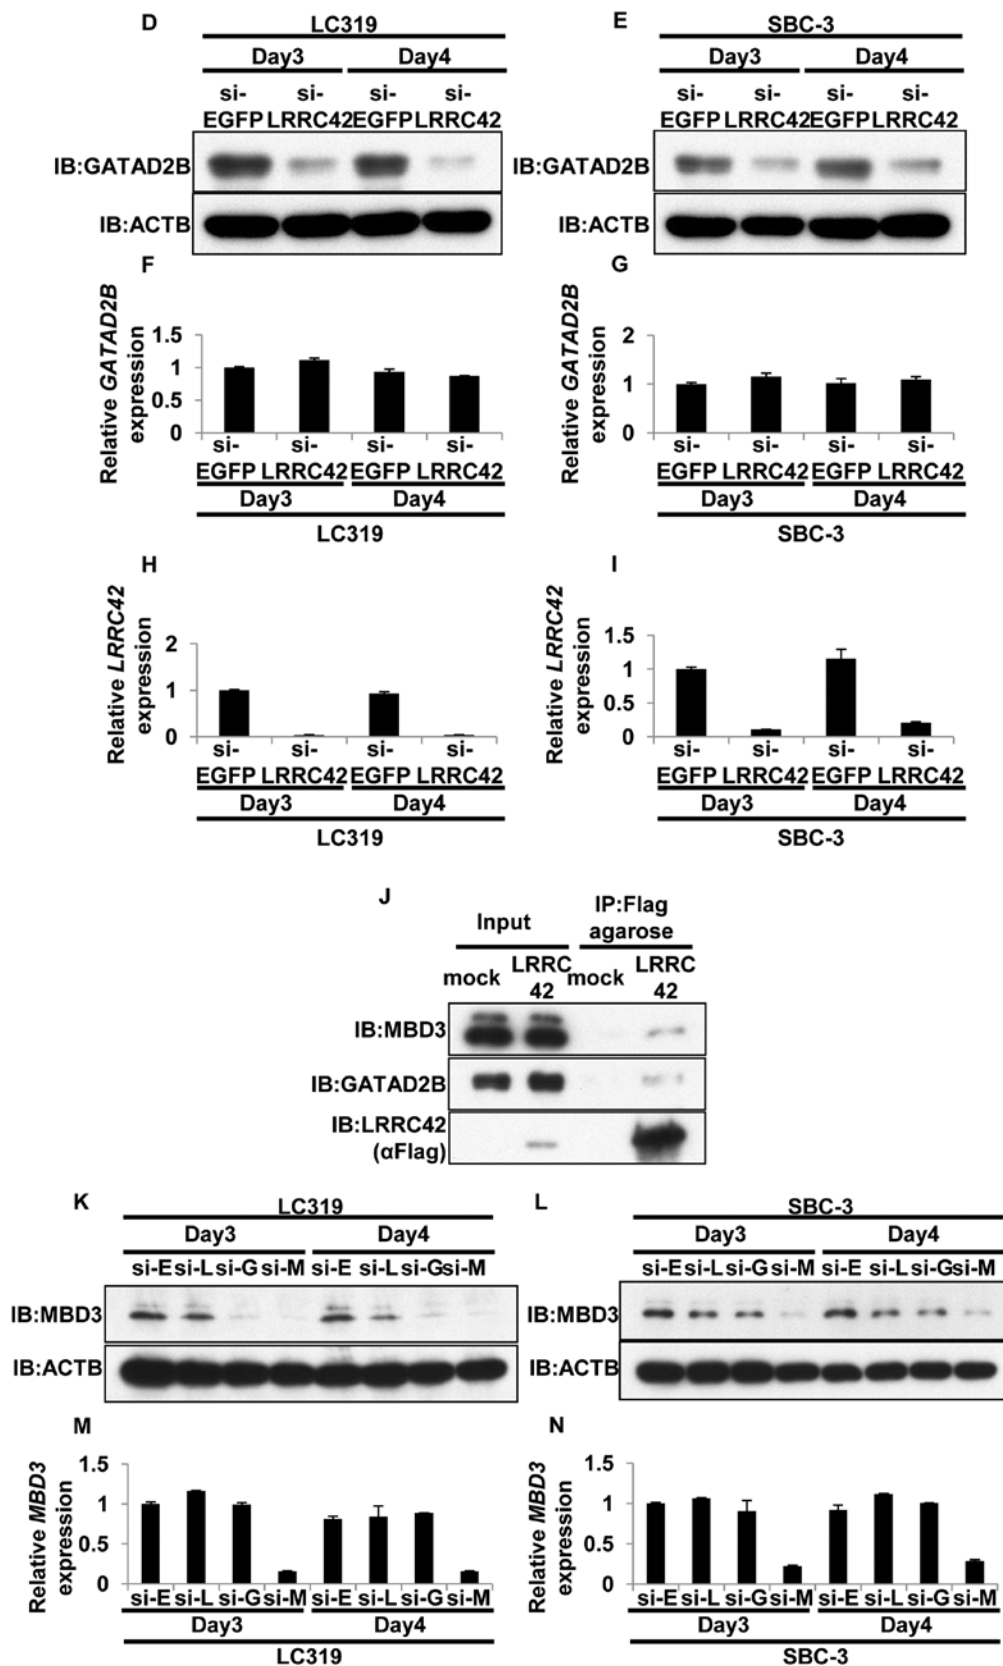 D
LC319
Day3 Day4
si- si- si- si-
EGFP LRRC42 EGFP LRRC42
IB:GATAD2B
IB:ACTB
E
SBC-3
Day3 Day4
si- si- si- si-
EGFP LRRC42 EGFP LRRC42
IB:GATAD2B
IB:ACTB
F
Relative GATAD2B
expression
1.5
1
0.5
0
si- si- si- si-
EGFP LRRC42 EGFP LRRC42
Day3 Day4
LC319
G
Relative GATAD2B
expression
2
1
0
si- si- si- si-
EGFP LRRC42 EGFP LRRC42
Day3 Day4
SBC-3
H
Relative LRRC42
expression
2
1
0
si- si- si- si-
EGFP LRRC42 EGFP LRRC42
Day3 Day4
LC319
I
Relative LRRC42
expression
1.5
1
0.5
0
si- si- si- si-
EGFP LRRC42 EGFP LRRC42
Day3 Day4
SBC-3
J
Input
IP:Flag
agarose
mock LRRC
42
mock LRRC
42
IB:MBD3
IB:GATAD2B
IB:LRRC42
(αFlag)
K
LC319
Day3 Day4
si-E si-L si-G si-M si-E si-L si-G si-M
IB:MBD3
IB:ACTB
L
SBC-3
Day3 Day4
si-E si-L si-G si-M si-E si-L si-G si-M
IB:MBD3
IB:ACTB
M
Relative MBD3
expression
1.5
1
0.5
0
si-E si-L si-G si-M si-E si-L si-G si-M
Day3 Day4
LC319
N
Relative MBD3
expression
1.5
1
0.5
0
si-E si-L si-G si-M si-E si-L si-G si-M
Day3 Day4
SBC-3